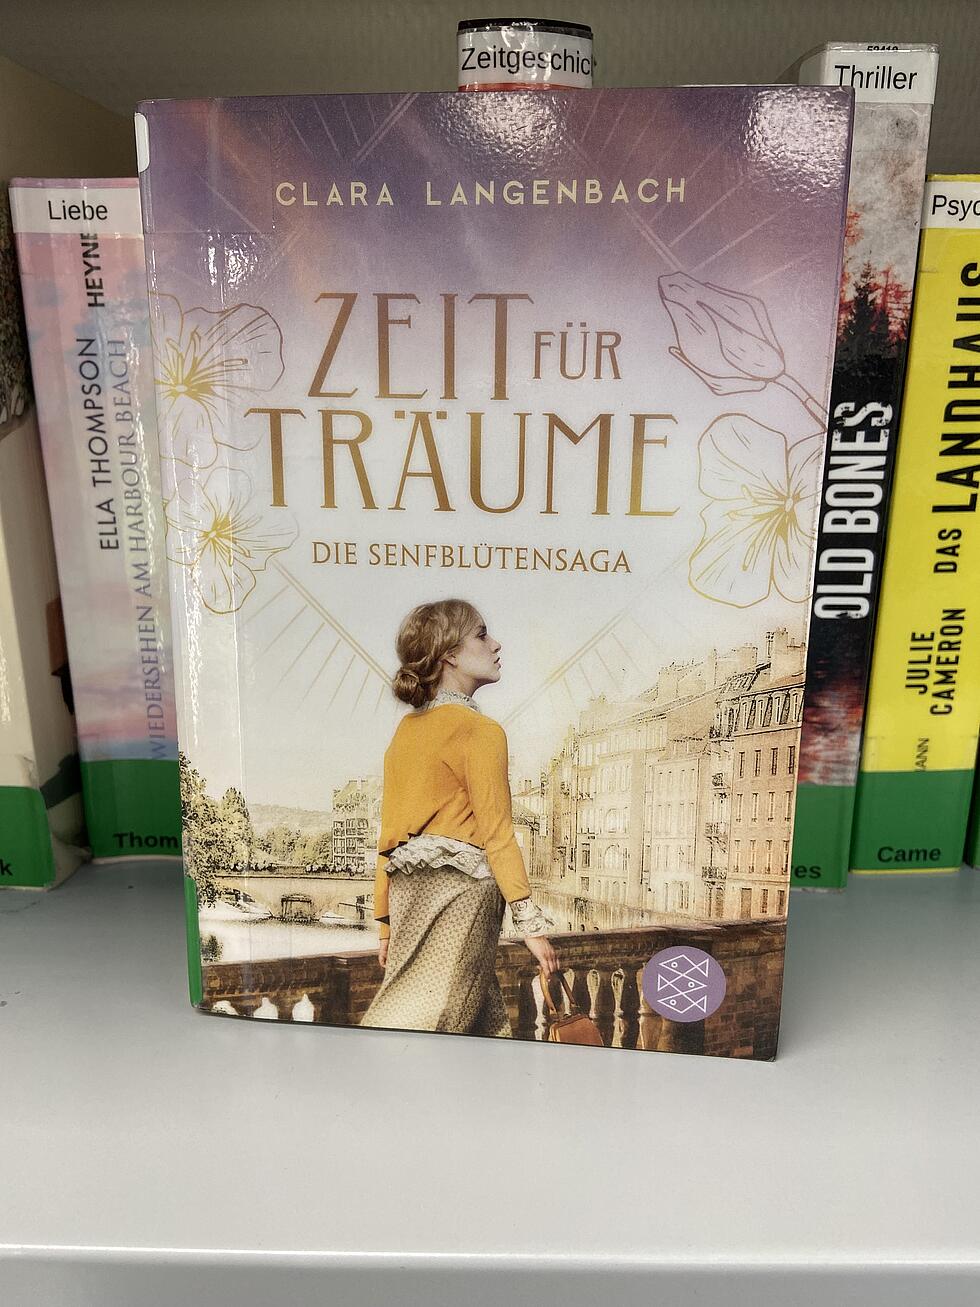 Zeitgeschic
Thriller
Liebe
HEYNE
ELLA THOMPSON
WIEDERSEHEN AM HARBOUR BEACH
Thom
CLARA LANGENBACH
ZEIT FÜR
TRÄUME
DIE SENFBLÜTENSAGA
OLD BONES
Psyc
JULIE
CAMERON
DAS LANDHAUS
Came